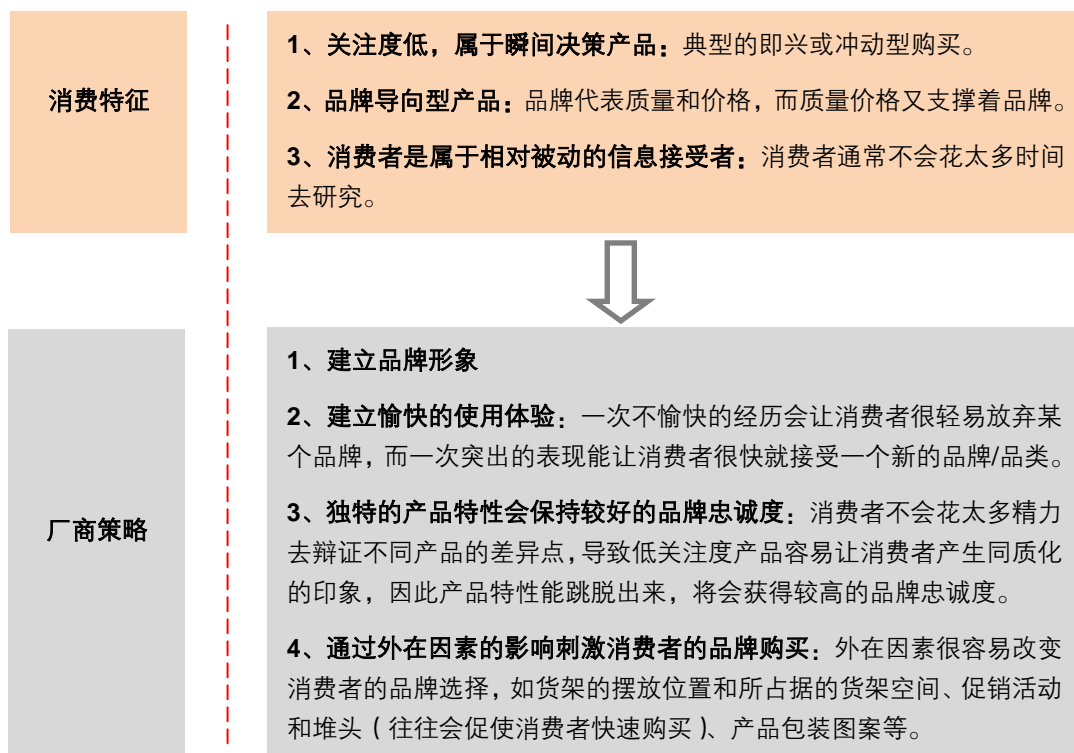 消费特征
1、关注度低，属于瞬间决策产品：典型的即兴或冲动型购买。
2、品牌导向型产品：品牌代表质量和价格，而质量价格又支撑着品牌。
3、消费者是属于相对被动的信息接受者：消费者通常不会花太多时间
去研究。
厂商策略
1、建立品牌形象
2、建立愉快的使用体验：一次不愉快的经历会让消费者很轻易放弃某
个品牌，而一次突出的表现能让消费者很快就接受一个新的品牌/品类。
3、独特的产品特性会保持较好的品牌忠诚度：消费者不会花太多精力
去辩证不同产品的差异点，导致低关注度产品容易让消费者产生同质化
的印象，因此产品特性能跳脱出来，将会获得较高的品牌忠诚度。
4、通过外在因素的影响刺激消费者的品牌购买：外在因素很容易改变
消费者的品牌选择，如货架的摆放位置和所占据的货架空间、促销活动
和堆头（往往会促使消费者快速购买）、产品包装图案等。